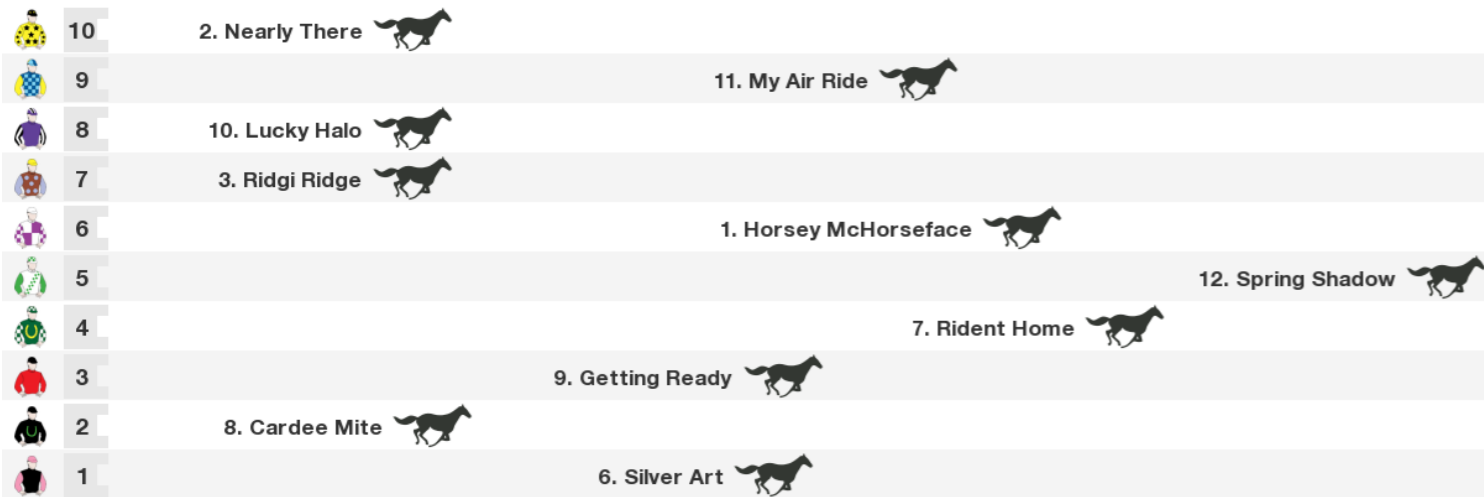 10 2. Nearly There
9 11. My Air Ride
8 10. Lucky Halo
7 3. Ridgi Ridge
6 1. Horsey McHorseface
5 12. Spring Shadow
4 7. Rident Home
3 9. Getting Ready
2 8. Cardee Mite
1 6. Silver Art